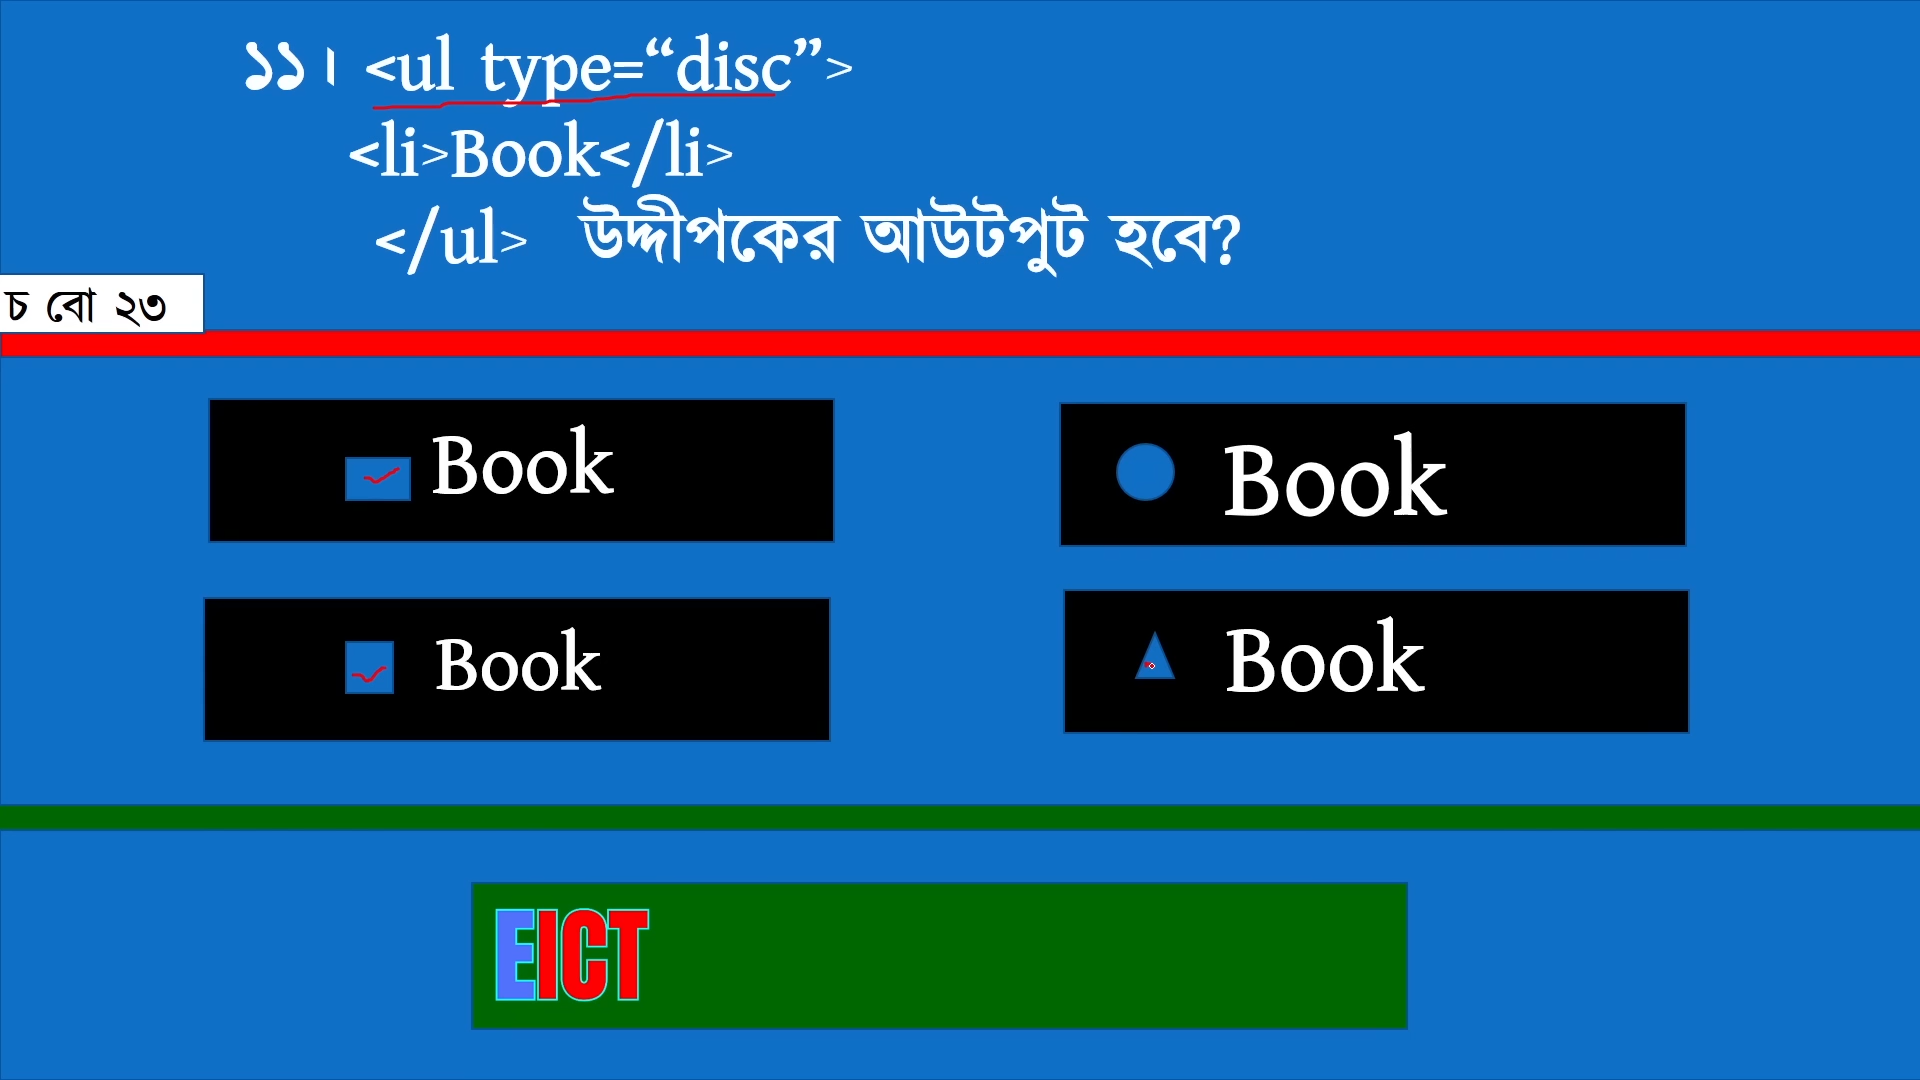 ১১। <ul type=“disc”>
<li>Book</li>
</ul> উদ্দীপকের আউটপুট হবে?
চ বো ২৩
Book
Book
Book
Book
EICT